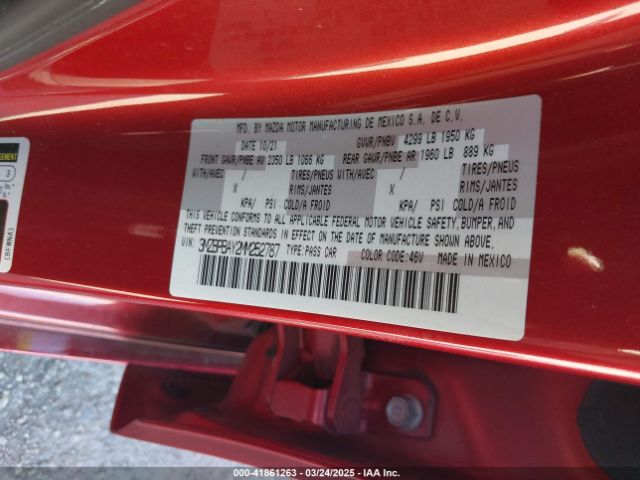 MFD. BY MAZDA MOTOR MANUFACTURING DE MEXICO S.A. DE C.V.
DATE 10/21 GVWR/PNBV 4299 LB 1950 KG
FRONT GAWR/PNBE AV 2350 LB 1066 KG REAR GAWR/PNBE AR 1960 LB 889 KG
WITH/AVEC / TIRES/PNEUS WITH/AVEC / TIRES/PNEUS
X RIMS/JANTES X RIMS/JANTES
KPA/ PSI COLD/A FROID KPA/ PSI COLD/A FROID
THIS VEHICLE CONFORMS TO ALL APPLICABLE FEDERAL MOTOR VEHICLE SAFETY, BUMPER, AND
THEFT PREVENTION STANDARDS IN EFFECT ON THE DATE OF MANUFACTURE SHOWN ABOVE.
VIN: 3MZBPBAY2NM252787 TYPE:PASS CAR COLOR CODE:46V MADE IN MEXICO
3
(BFWNA)
000-41861263 - 03/24/2025 - IAA Inc.